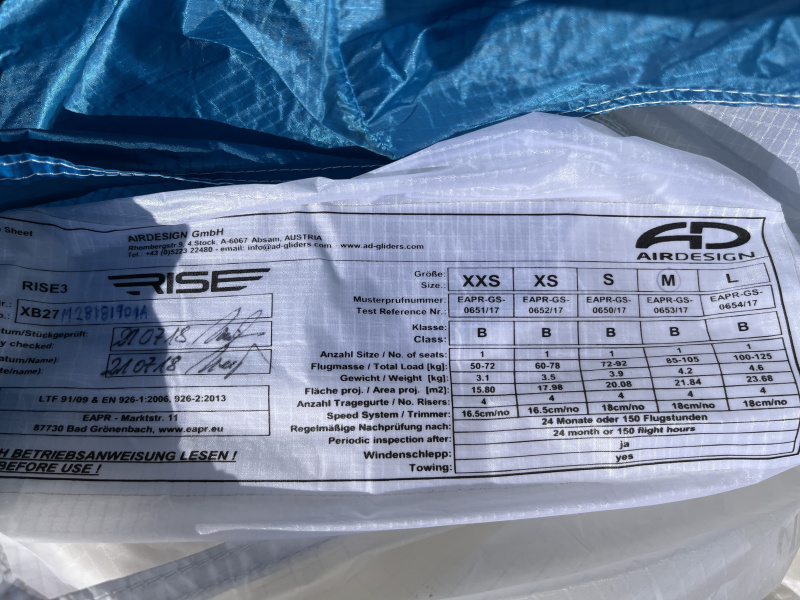 Sheet
AIRDESIGN GmbH
Rhombergstr.9, 4.Stock, A-6067 Absam, AUSTRIA
Tel.: +43 (0)5223 22480 - email: info@ad-gliders.com www.ad-gliders.com
AD
AIRDESIGN
RISE3 RISE
XB27 M28181901A
tum/Stückgeprüft:
y checked:
21.07.18
atum/Name):
ate/name):
21.07.18
LTF 91/09 & EN 926-1:2006, 926-2:2013
EAPR - Marktstr. 11
87730 Bad Grönenbach, www.eapr.eu
H BETRIEBSANWEISUNG LESEN !
BEFORE USE !
Größe:
Size.: XXS XS S M L
Musterprüfnummer: EAPR-GS- EAPR-GS- EAPR-GS- EAPR-GS- EAPR-GS-
Test Reference Nr.: 0651/17 0652/17 0650/17 0653/17 0654/17
Klasse:
Class: B B B B B
Anzahl Sitze / No. of seats: 1 1 1 1 1
Flugmasse / Total Load [kg]: 50-72 60-78 72-92 85-105 100-125
Gewicht / Weight [kg]: 3.1 3.5 3.9 4.2 4.6
Fläche proj. / Area proj. [m2] 15.80 17.98 20.08 21.84 23.68
Anzahl Tragegurte / No. Risers: 4 4 4 4 4
Speed System / Trimmer: 16.5cm/no 16.5cm/no 18cm/no 18cm/no 18cm/no
Regelmäßige Nachprüfung nach: 24 Monate oder 150 Flugstunden
Periodic inspection after: 24 month or 150 flight hours
Windenschlepp: ja
Towing: yes